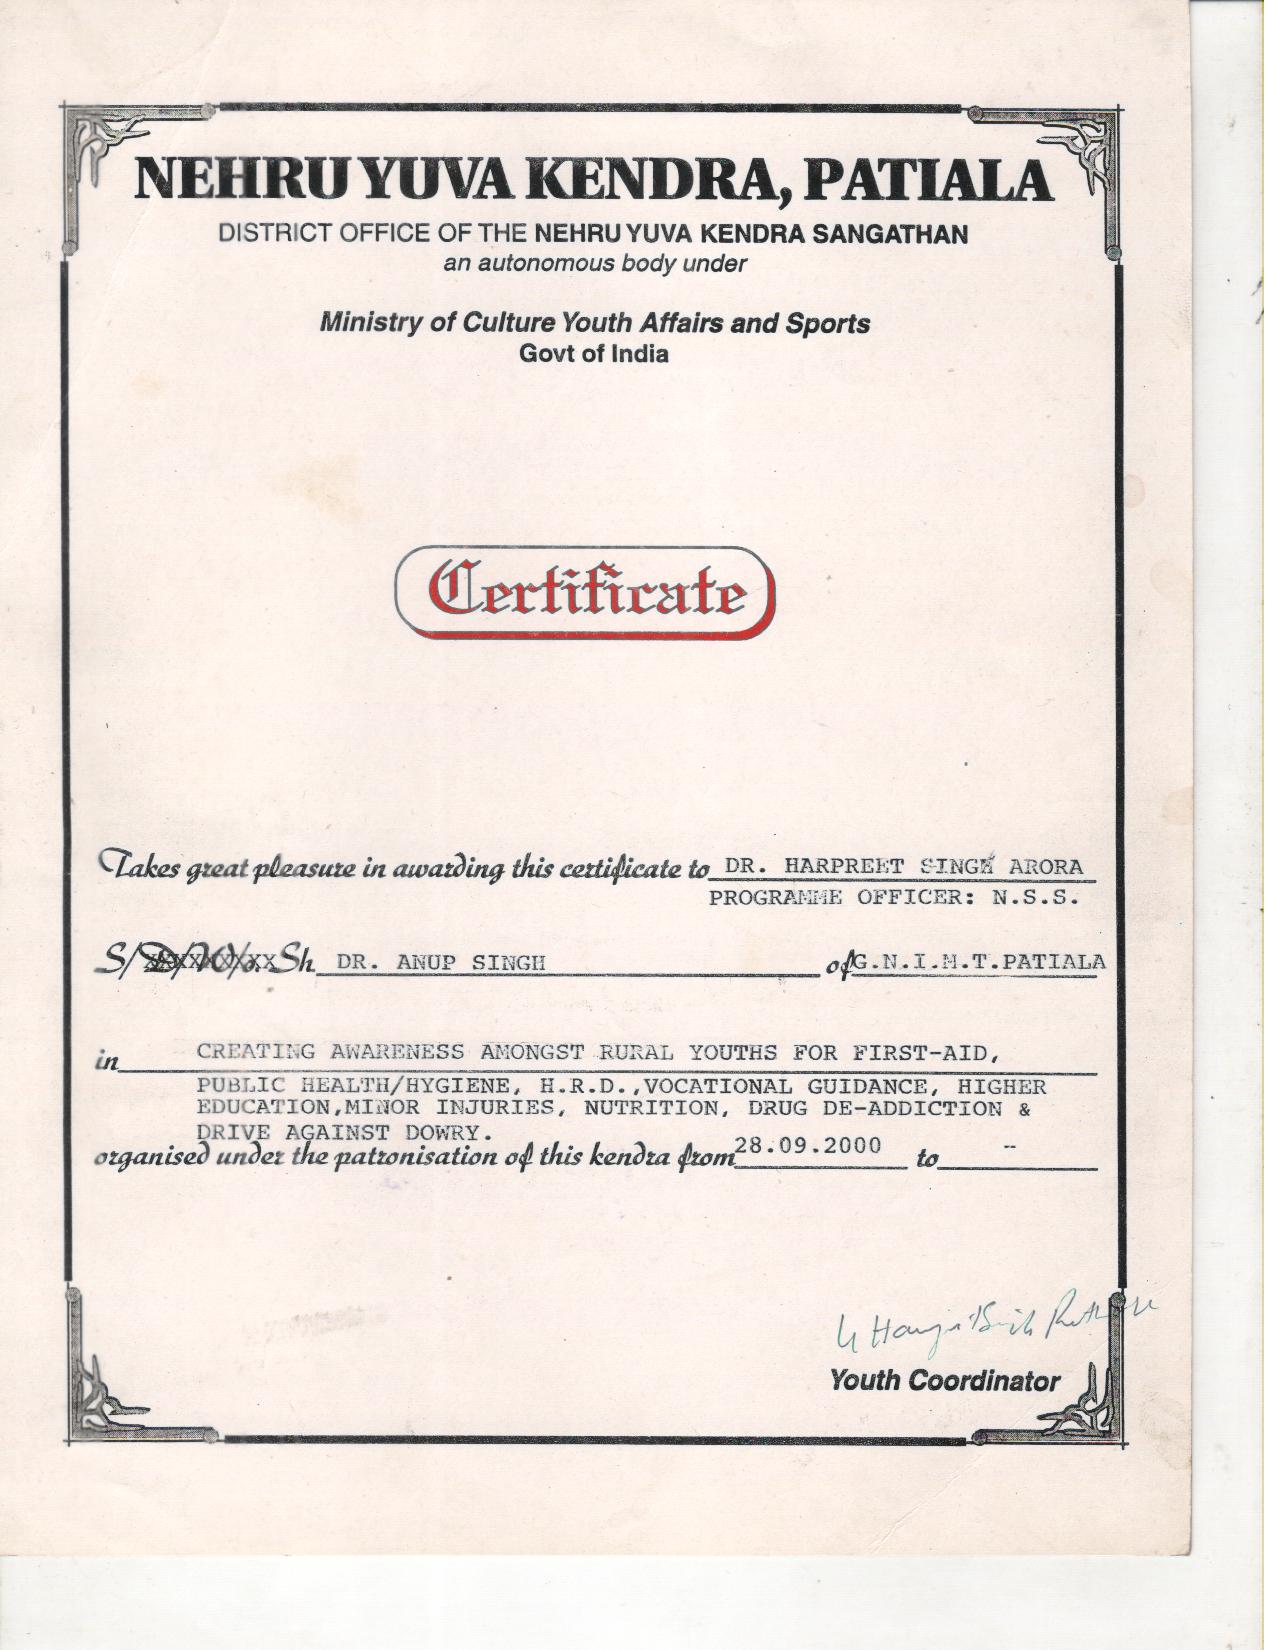 NEHRU YUVA KENDRA, PATIALA
DISTRICT OFFICE OF THE NEHRU YUVA KENDRA SANGATHAN
an autonomous body under
Ministry of Culture Youth Affairs and Sports
Govt of India
Certificate
Takes great pleasure in awarding this certificate to DR. HARPREET SINGH ARORA
PROGRAMME OFFICER: N.S.S.
S/D/W/o. Sh DR. ANUP SINGH of G.N.I.M.T.PATIALA
in CREATING AWARENESS AMONGST RURAL YOUTHS FOR FIRST-AID,
PUBLIC HEALTH/HYGIENE, H.R.D.,VOCATIONAL GUIDANCE, HIGHER
EDUCATION,MINOR INJURIES, NUTRITION, DRUG DE-ADDICTION &
DRIVE AGAINST DOWRY.
organised under the patronisation of this kendra from 28.09.2000 to --
Youth Coordinator